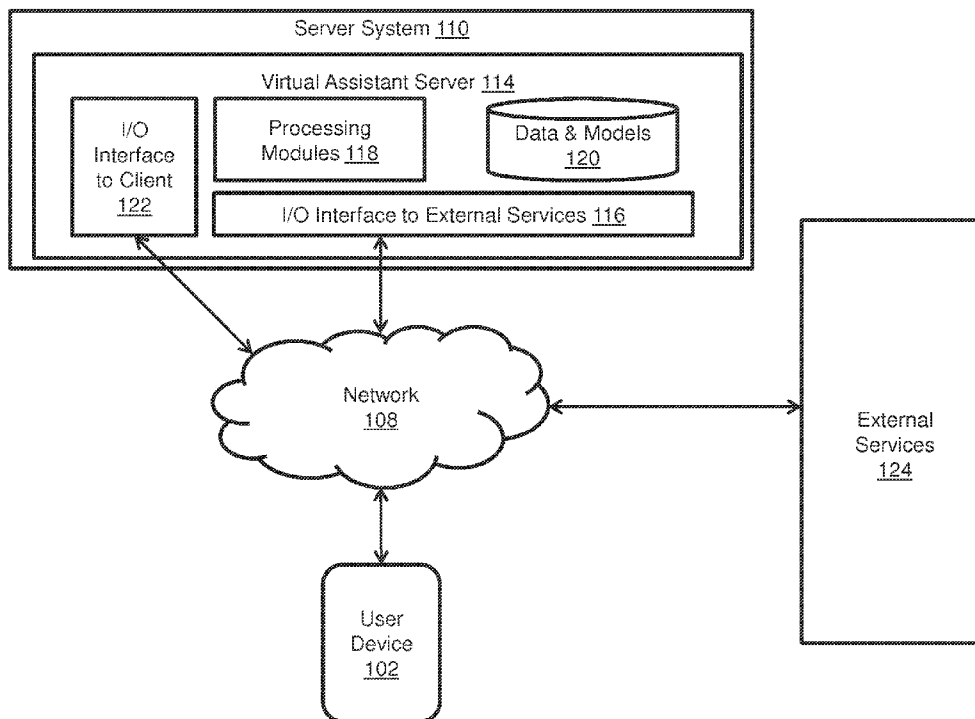 Server System 110
Virtual Assistant Server 114
I/O
Interface
to Client
122
Processing
Modules 118
Data & Models
120
I/O Interface to External Services 116
Network
108
External
Services
124
User
Device
102